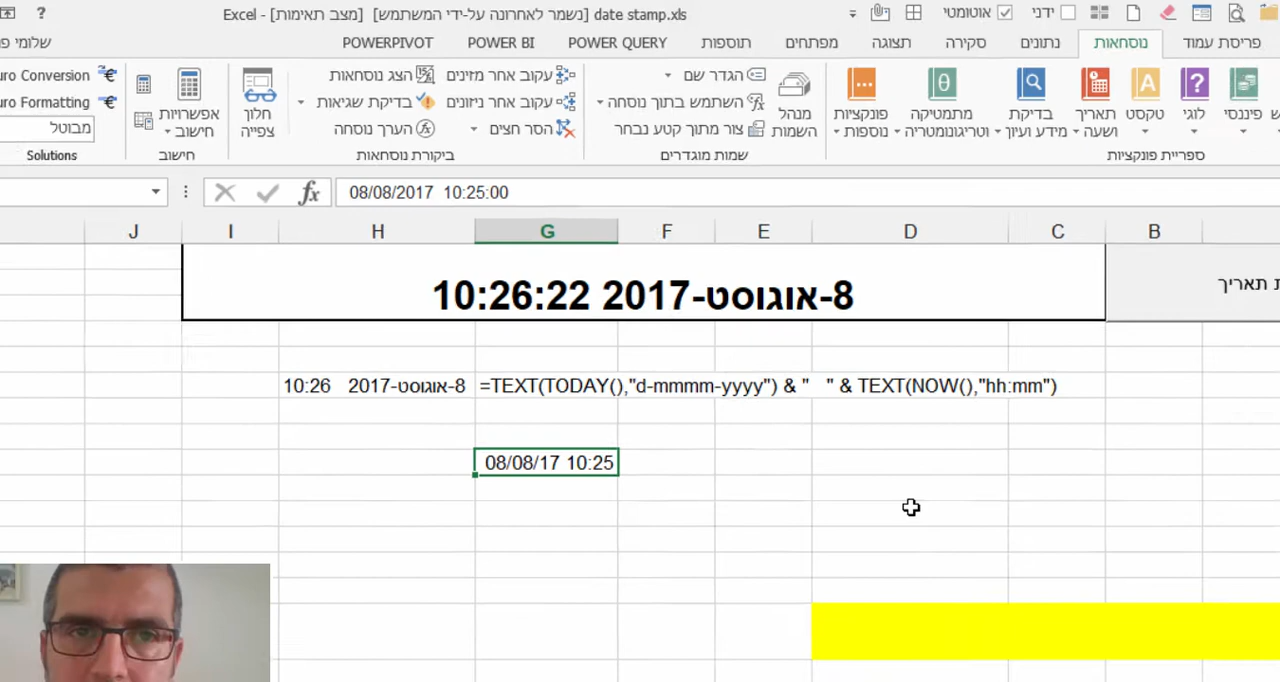 ? Excel - [מצב תאימות] [נשמר לאחרונה על-ידי המשתמש] date stamp.xls אוטומטי ידני
פריסת עמוד נוסחאות נתונים סקירה תצוגה מפתחים תוספות POWER QUERY POWER BI POWERPIVOT שלומי
פיננסי לוגי טקסט תאריך ושעה בדיקת מידע ועיון מתמטיקה וטריגונומטריה פונקציות נוספות
ספריית פונקציות
מנהל השמות
הגדר שם
השתמש בתוך נוסחה
צור מתוך קטע נבחר
שמות מוגדרים
עקוב אחר מזינים
עקוב אחר ניזונים
הסר חצים
הצג נוסחאות
בדיקת שגיאות
הערך נוסחה
ביקורת נוסחאות
חלון צפייה
אפשרויות חישוב
חישוב
uro Conversion
uro Formatting
מבוטל
Solutions
fx 08/08/2017 10:25:00
J I H G F E D C B
ת תאריך
8-אוגוסט-2017 10:26:22
8-אוגוסט-2017 10:26
=TEXT(TODAY(),"d-mmmm-yyyy") & "   " & TEXT(NOW(),"hh:mm")
08/08/17 10:25